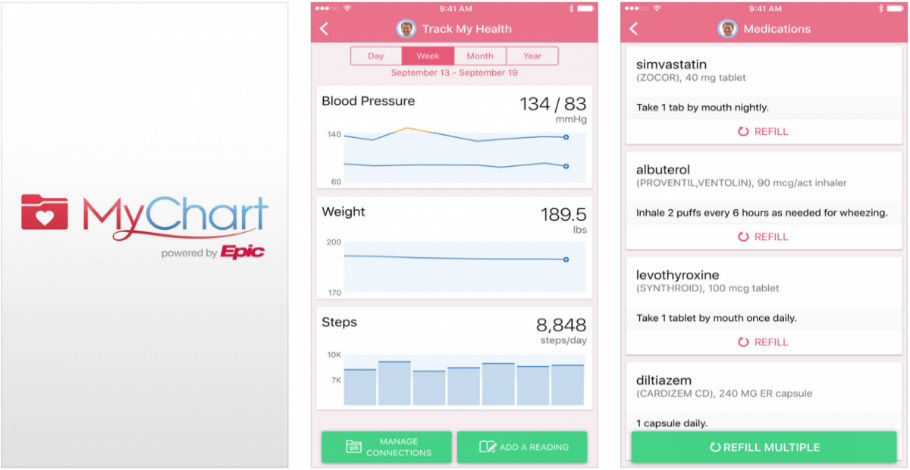 MyChart
powered by Epic
9:41 AM
Track My Health
Day Week Month Year
September 13 - September 19
Blood Pressure
134 / 83
mmHg
140
60
Weight
189.5
lbs
200
170
Steps
8,848
steps/day
10K
7K
MANAGE CONNECTIONS
ADD A READING
9:41 AM
Medications
simvastatin
(ZOCOR), 40 mg tablet
Take 1 tab by mouth nightly.
REFILL
albuterol
(PROVENTIL,VENTOLIN), 90 mcg/act inhaler
Inhale 2 puffs every 6 hours as needed for wheezing.
REFILL
levothyroxine
(SYNTHROID), 100 mcg tablet
Take 1 tablet by mouth once daily.
REFILL
diltiazem
(CARDIZEM CD), 240 MG ER capsule
1 capsule daily.
REFILL MULTIPLE